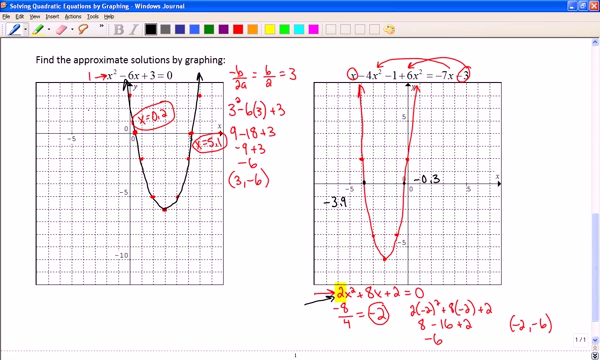 Solving Quadratic Equations by Graphing - Windows Journal
File Edit View Insert Actions Tools Help
Find the approximate solutions by graphing:
1 → x² − 6x + 3 = 0
-b/2a = 6/2 = 3
3² − 6(3) + 3
9 − 18 + 3
−9 + 3
−6
(3, −6)
x = 0.2
x = 5.1
y
x
0
0
-5
5
-5
-10
x − 4x² − 1 + 6x² = −7x − 3
y
x
−3.9
−0.3
-5
0
5
-5
2x² + 8x + 2 = 0
-8/4 = −2
2(−2)² + 8(−2) + 2
8 − 16 + 2
−6
(−2, −6)
1
1/1